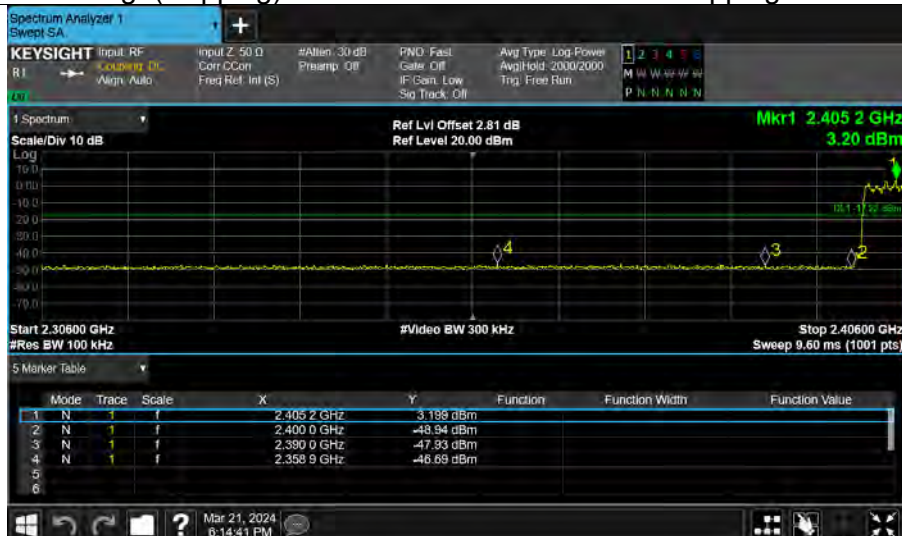 Spectrum Analyzer 1
Swept SA
+
KEYSIGHT Input: RF Input Z: 50 Ω #Atten: 30 dB PNO: Fast Avg Type: Log-Power 1 2 3 4 5 6
Coupling: DC Corr CCorr Preamp: Off Gate: Off Avg|Hold: 2000/2000 M W W W W W
Align: Auto Freq Ref: Int (S) IF Gain: Low Trig: Free Run P N N N N N
Sig Track: Off
1 Spectrum Ref Lvl Offset 2.81 dB Mkr1 2.405 2 GHz
Scale/Div 10 dB Ref Level 20.00 dBm 3.20 dBm
Log
1
10.0
0.00
-10.0
-20.0
-30.0
-40.0 4 3 2
-50.0
-70.0
Start 2.30600 GHz #Video BW 300 kHz Stop 2.40600 GHz
#Res BW 100 kHz Sweep 9.60 ms (1001 pts)
5 Marker Table
Mode Trace Scale X Y Function Function Width Function Value
1 N 1 f 2.405 2 GHz 3.199 dBm
2 N 1 f 2.400 0 GHz -48.94 dBm
3 N 1 f 2.390 0 GHz -47.93 dBm
4 N 1 f 2.358 9 GHz -46.69 dBm
5
6
? Mar 21, 2024
6:14:41 PM